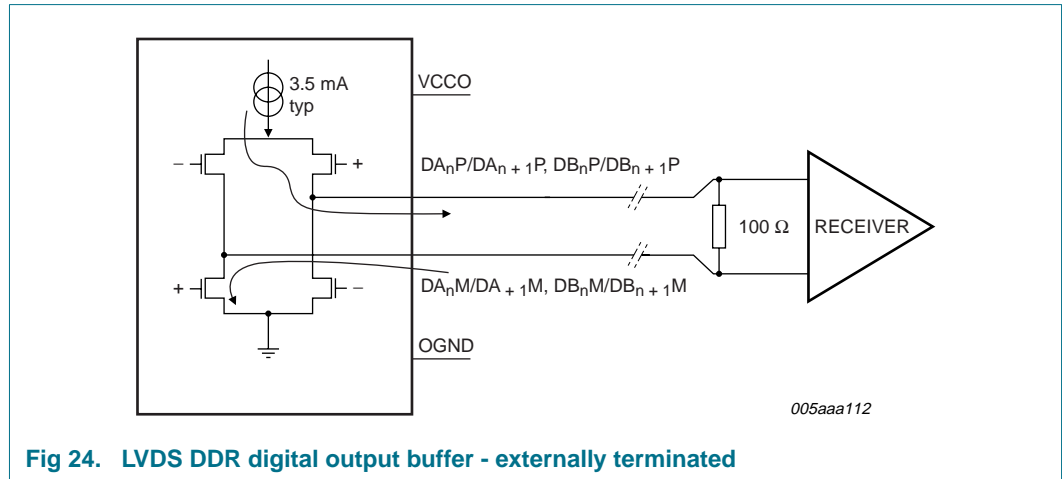 VCCO
3.5 mA
typ
− +
DAnP/DAn + 1P, DBnP/DBn + 1P
100 Ω
RECEIVER
+ −
DAnM/DA + 1M, DBnM/DBn + 1M
OGND
005aaa112
Fig 24. LVDS DDR digital output buffer - externally terminated